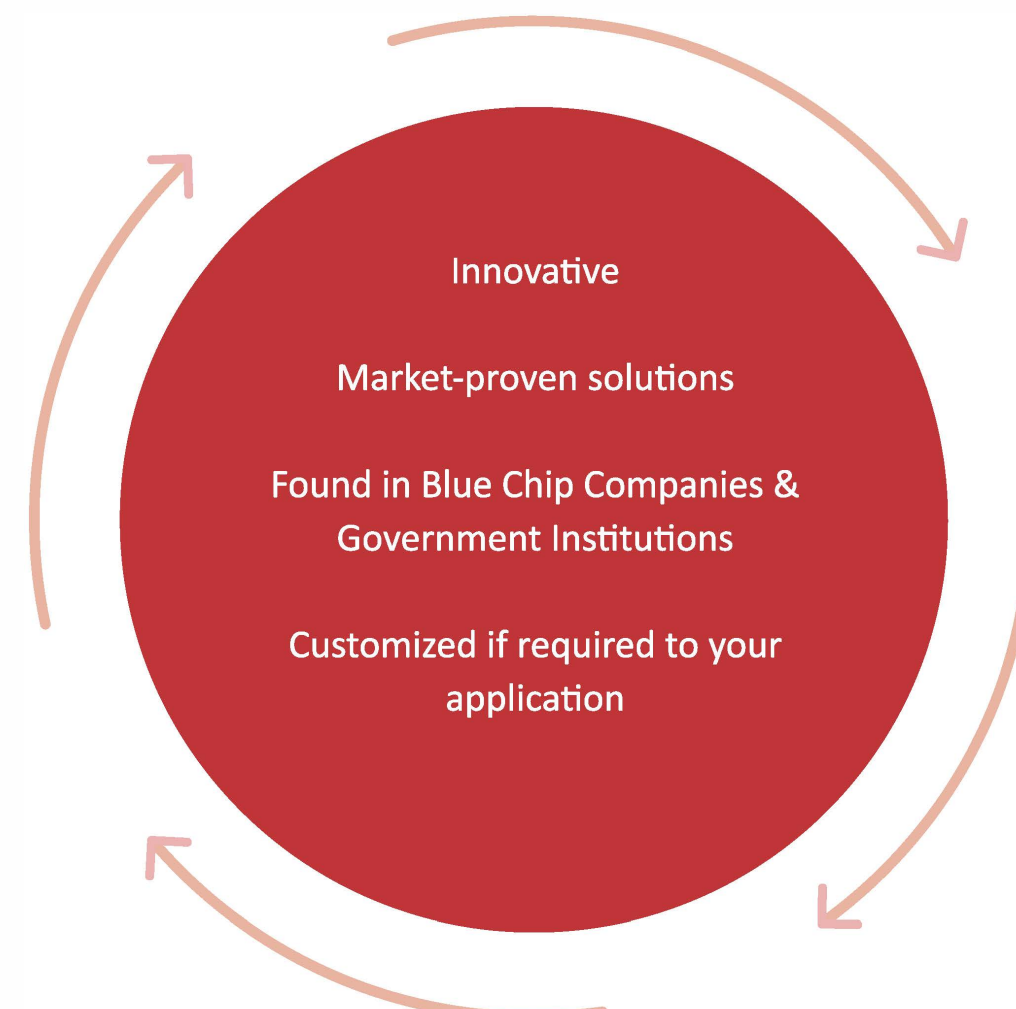 Innovative
Market-proven solutions
Found in Blue Chip Companies &
Government Institutions
Customized if required to your
application